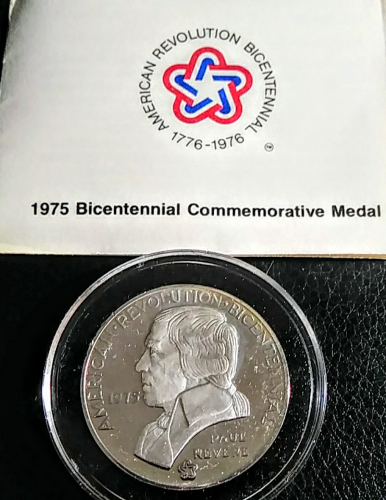 AMERICAN REVOLUTION BICENTENNIAL
1776-1976
1975 Bicentennial Commemorative Medal
AMERICAN · REVOLUTION · BICENTENNIAL
1975
PAUL
REVERE